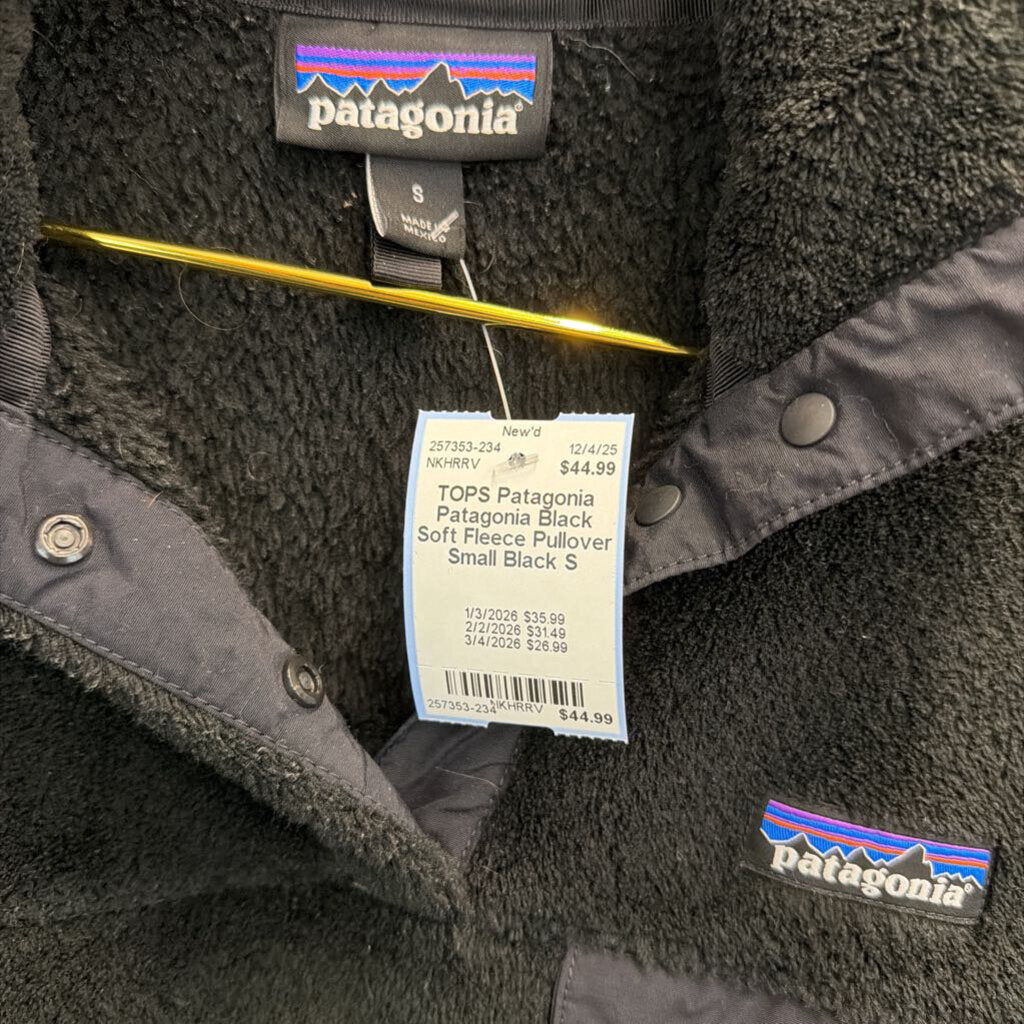 patagonia®
S
MADE IN
MEXICO
New'd
257353-234 12/4/25
NKHRRV $44.99
TOPS Patagonia
Patagonia Black
Soft Fleece Pullover
Small Black S
1/3/2026 $35.99
2/2/2026 $31.49
3/4/2026 $26.99
257353-234 NKHRRV $44.99
patagonia®